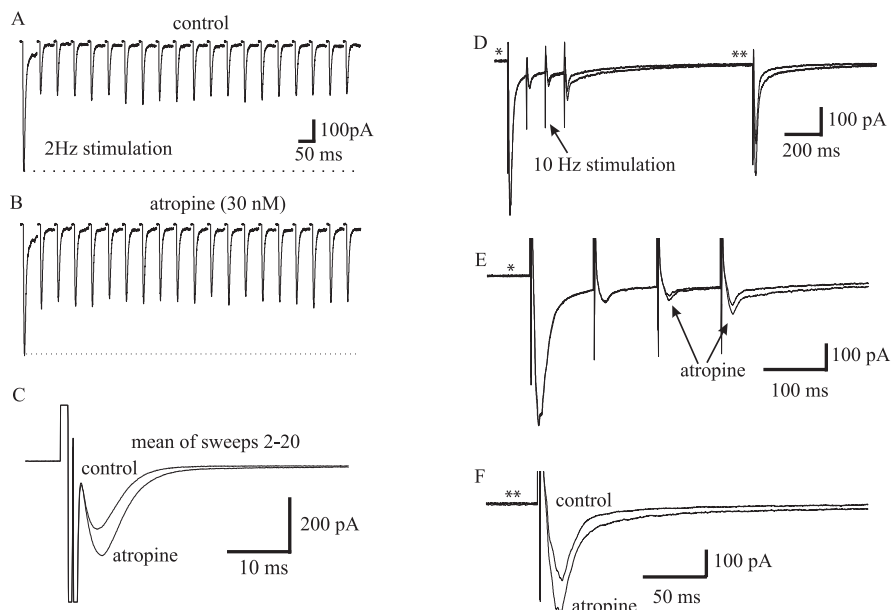 A
control
2Hz stimulation
100pA
50 ms
B
atropine (30 nM)
C
mean of sweeps 2-20
control
atropine
200 pA
10 ms
D
*
**
10 Hz stimulation
100 pA
200 ms
E
*
atropine
100 pA
100 ms
F
**
control
atropine
100 pA
50 ms